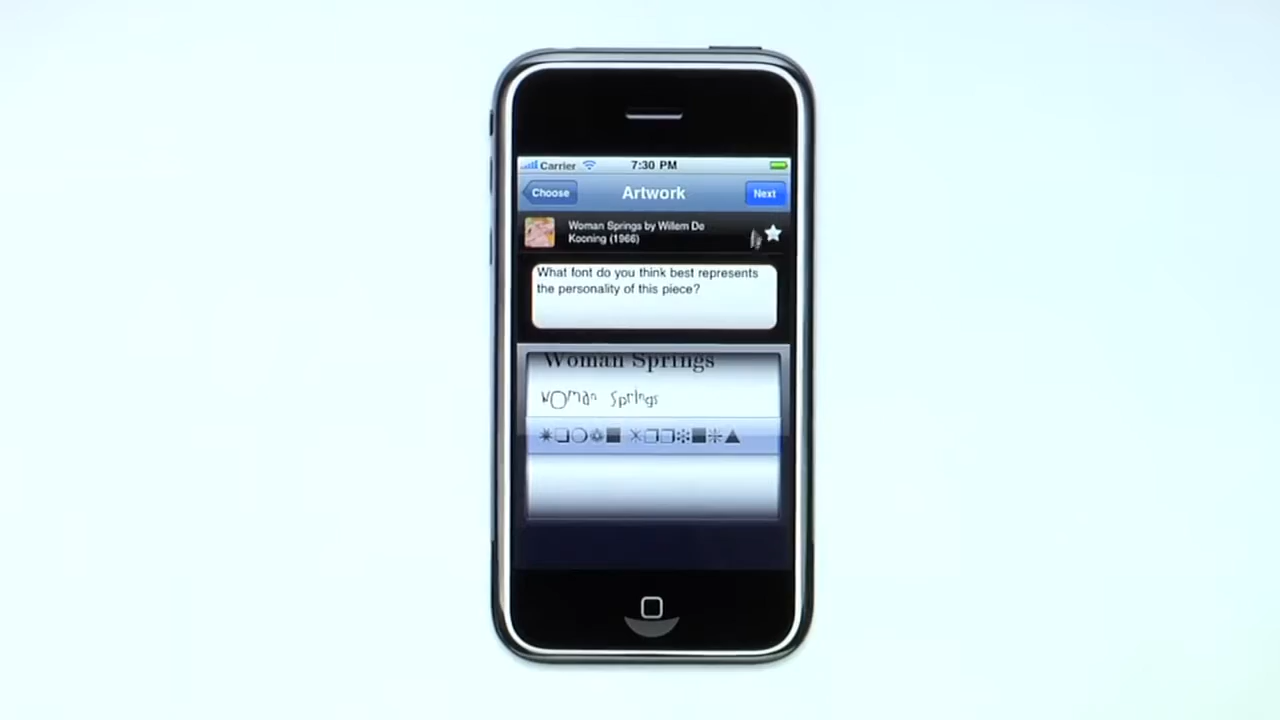 Carrier 7:30 PM
Choose Artwork Next
Woman Springs by Willem De
Kooning (1966)
What font do you think best represents
the personality of this piece?
Woman Springs
Woman Springs